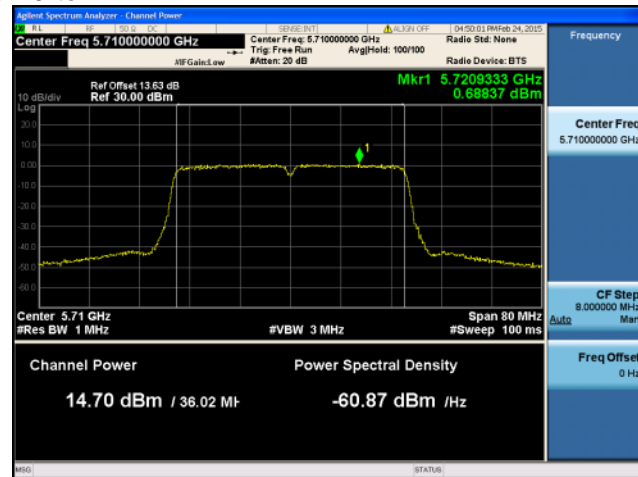 Agilent Spectrum Analyzer - Channel Power
RL RF 50 Ω DC SENSE:INT ALIGN OFF 04:50:01 PM Feb 24, 2015
Center Freq 5.710000000 GHz
Center Freq: 5.710000000 GHz
Radio Std: None
Trig: Free Run Avg|Hold: 100/100
#IFGain:Low #Atten: 20 dB Radio Device: BTS
Frequency
Ref Offset 13.63 dB
Mkr1 5.7209333 GHz
10 dB/div Ref 30.00 dBm 0.68837 dBm
Log
20.0
10.0
1
0.00
-10.0
-20.0
-30.0
-40.0
-50.0
-60.0
Center 5.71 GHz Span 80 MHz
#Res BW 1 MHz #VBW 3 MHz #Sweep 100 ms
Channel Power Power Spectral Density
14.70 dBm / 36.02 MH -60.87 dBm /Hz
Center Freq
5.710000000 GHz
CF Step
8.000000 MHz
Auto Man
Freq Offset
0 Hz
MSG STATUS